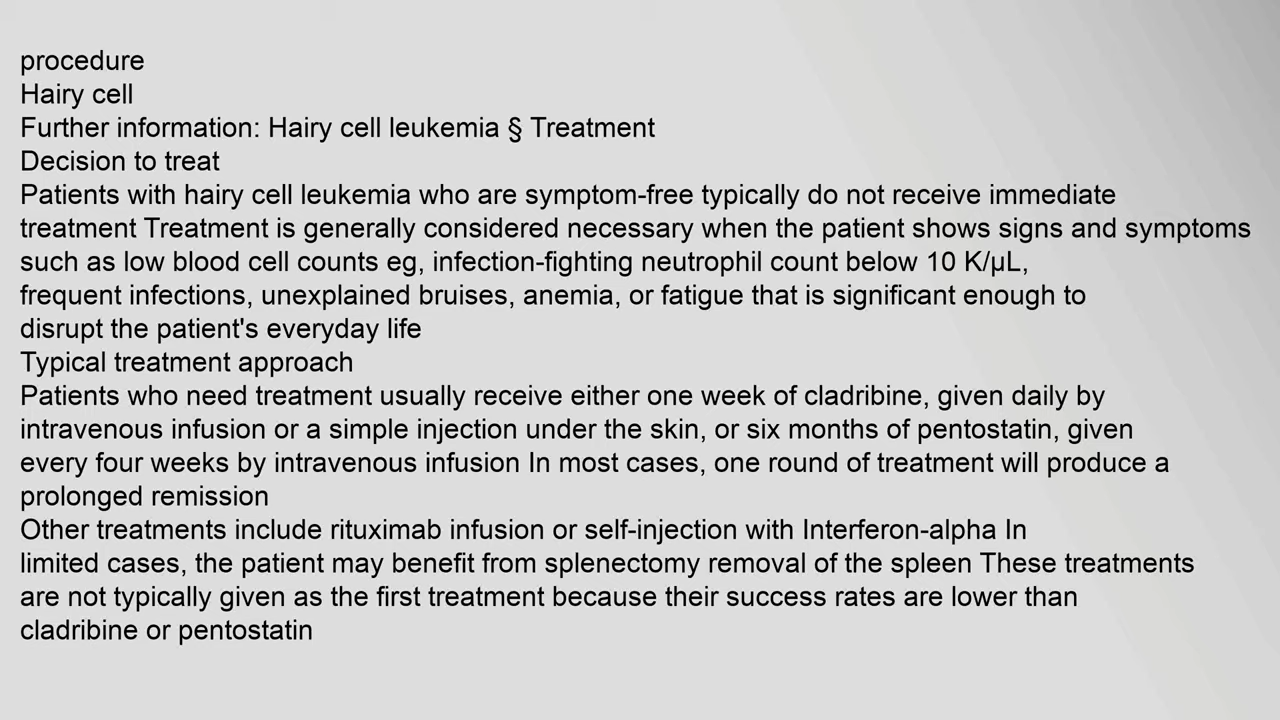 procedure
Hairy cell
Further information: Hairy cell leukemia § Treatment
Decision to treat
Patients with hairy cell leukemia who are symptom-free typically do not receive immediate
treatment Treatment is generally considered necessary when the patient shows signs and symptoms
such as low blood cell counts eg, infection-fighting neutrophil count below 10 K/µL,
frequent infections, unexplained bruises, anemia, or fatigue that is significant enough to
disrupt the patient's everyday life
Typical treatment approach
Patients who need treatment usually receive either one week of cladribine, given daily by
intravenous infusion or a simple injection under the skin, or six months of pentostatin, given
every four weeks by intravenous infusion In most cases, one round of treatment will produce a
prolonged remission
Other treatments include rituximab infusion or self-injection with Interferon-alpha In
limited cases, the patient may benefit from splenectomy removal of the spleen These treatments
are not typically given as the first treatment because their success rates are lower than
cladribine or pentostatin